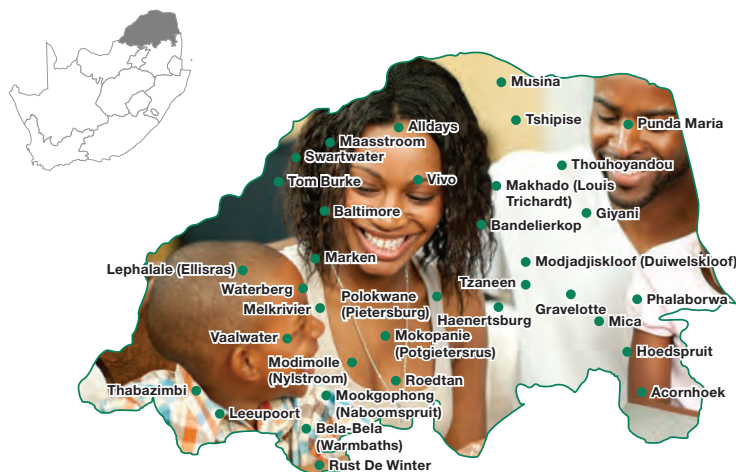 Musina
Tshipise
Alldays
Punda Maria
Maasstroom
Swartwater
Thouhoyandou
Tom Burke
Vivo
Makhado (Louis
Trichardt)
Baltimore
Giyani
Bandelierkop
Marken
Modjadjiskloof (Duiwelskloof)
Lephalale (Ellisras)
Tzaneen
Waterberg
Polokwane
(Pietersburg)
Phalaborwa
Melkrivier
Haenertsburg
Gravelotte
Mica
Vaalwater
Mokopanie
(Potgietersrus)
Hoedspruit
Modimolle
(Nylstroom)
Roedtan
Thabazimbi
Acornhoek
Mookgophong
(Naboomspruit)
Leeupoort
Bela-Bela
(Warmbaths)
Rust De Winter